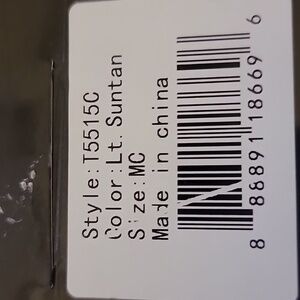 Style:T5515C
Color:Lt. Suntan
Size:MC
Made in china
8 88891 18669 6